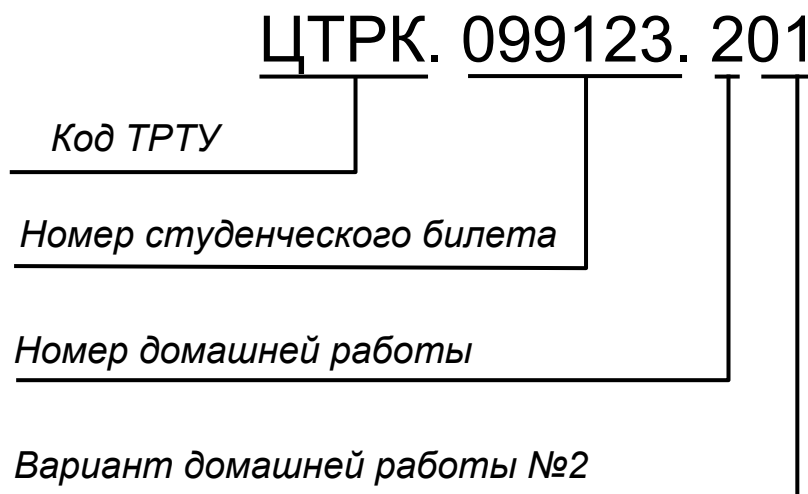 ЦТРК. 099123. 201
Код ТРТУ
Номер студенческого билета
Номер домашней работы
Вариант домашней работы №2